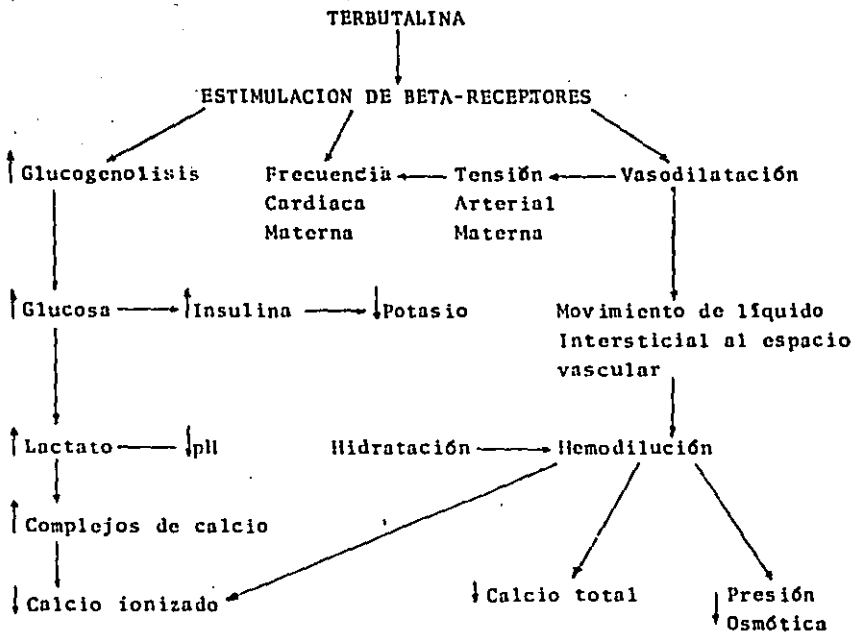 TERBUTALINA
ESTIMULACION DE BETA-RECEPTORES
↑ Glucogenolisis
Frecuencia
Cardiaca
Materna
Tensión
Arterial
Materna
Vasodilatación
↑ Glucosa
↑ Insulina
↓ Potasio
Movimiento de líquido
Intersticial al espacio
vascular
↑ Lactato
↓ pH
Hidratación
Hemodilución
↑ Complejos de calcio
↓ Calcio ionizado
↓ Calcio total
↓ Presión
Osmótica